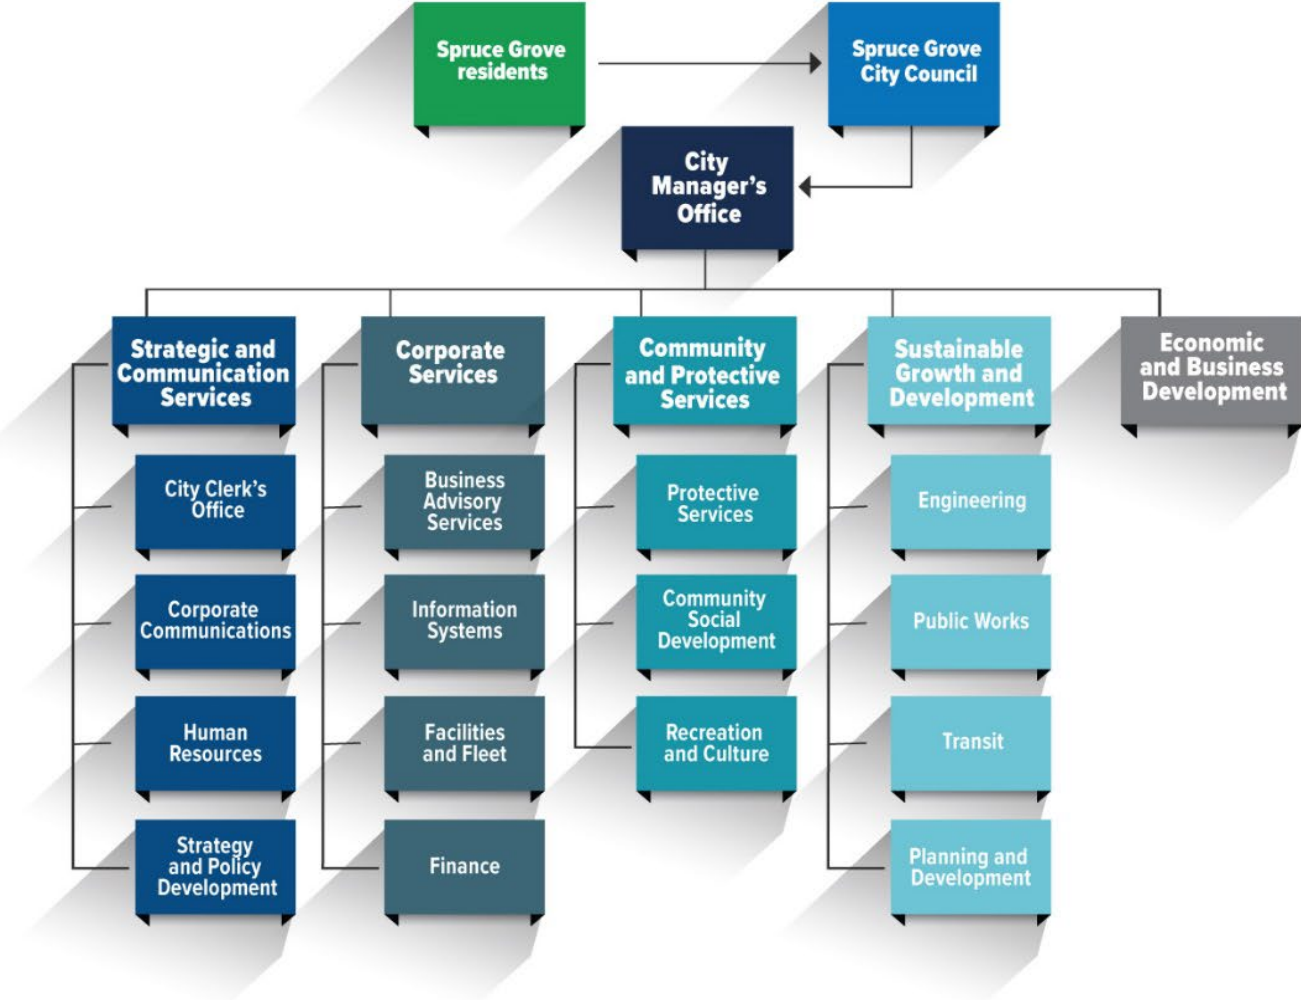 Spruce Grove
residents
Spruce Grove
City Council
City
Manager's
Office
Strategic and
Communication
Services
Corporate
Services
Community
and Protective
Services
Sustainable
Growth and
Development
Economic
and Business
Development
City Clerk's
Office
Business
Advisory
Services
Protective
Services
Engineering
Corporate
Communications
Information
Systems
Community
Social
Development
Public Works
Human
Resources
Facilities
and Fleet
Recreation
and Culture
Transit
Strategy
and Policy
Development
Finance
Planning and
Development